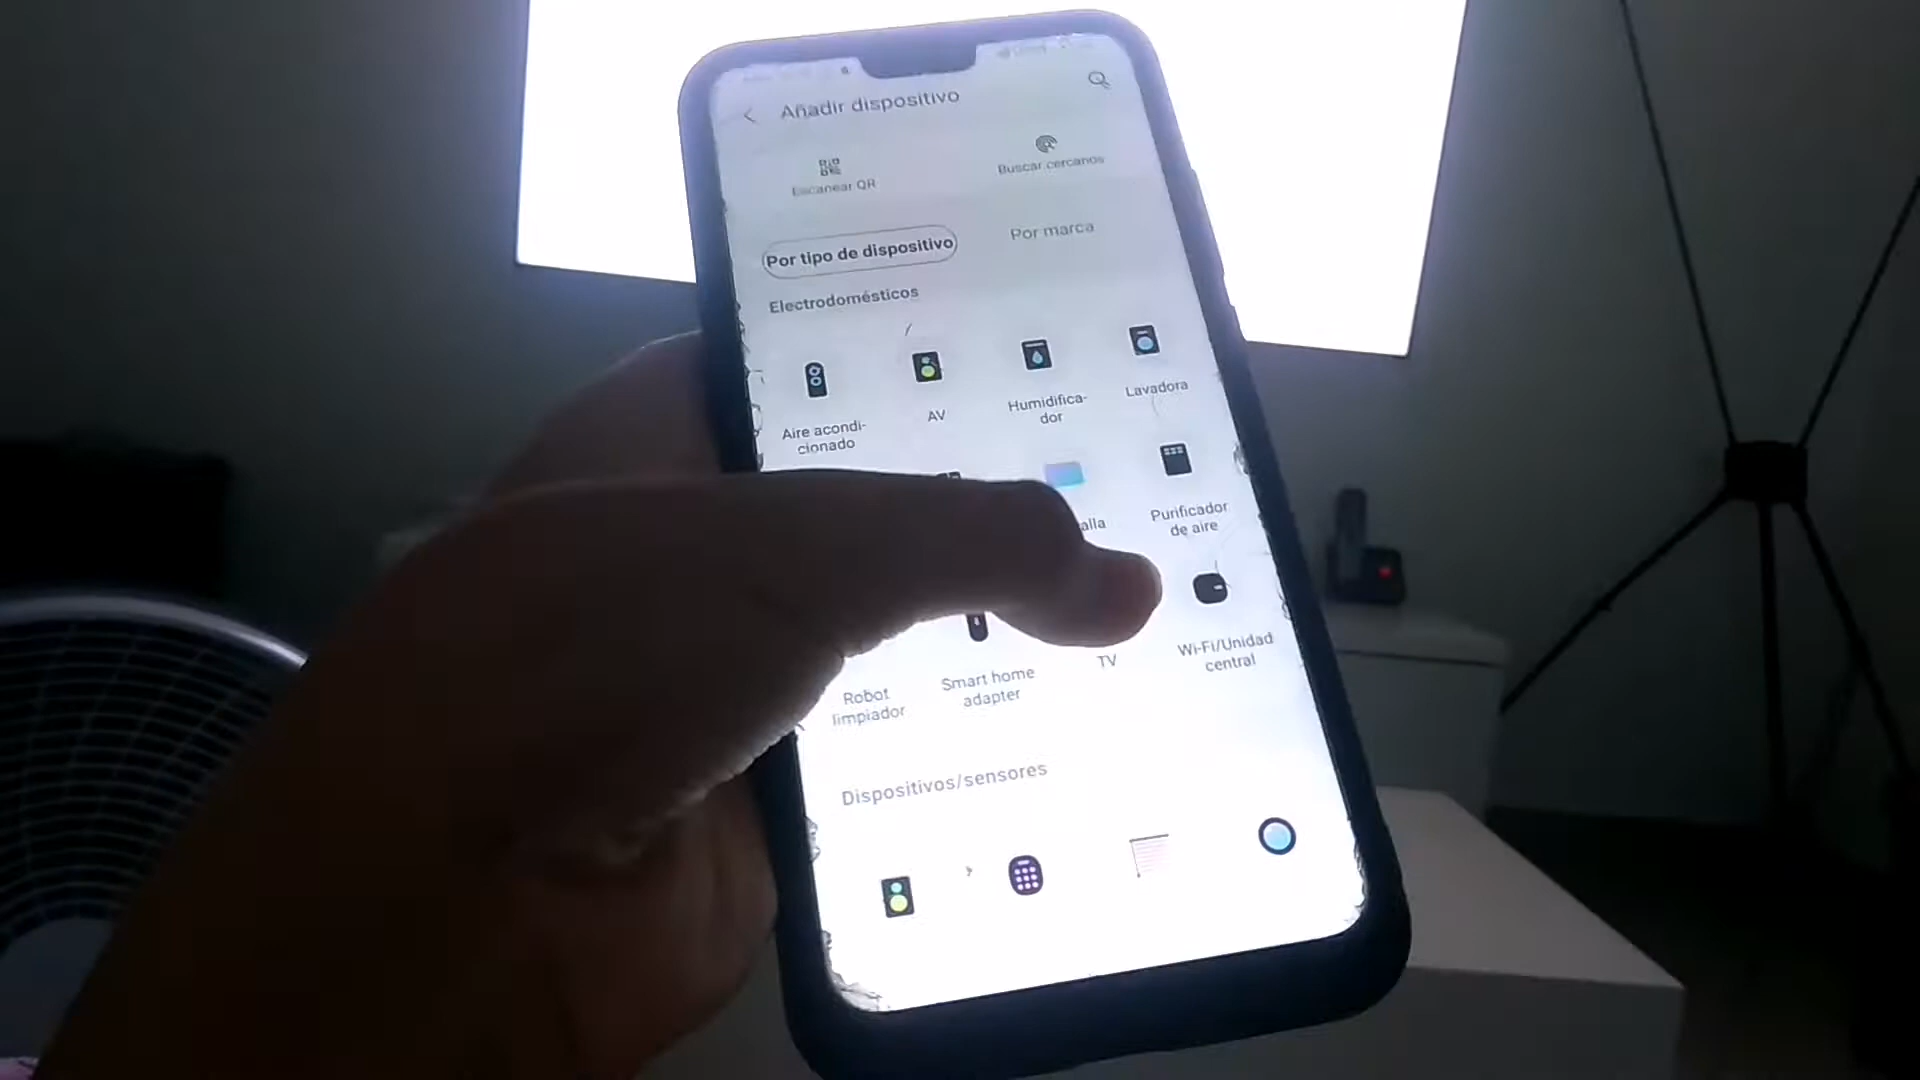 Añadir dispositivo
Escanear QR
Buscar cercanos
Por tipo de dispositivo
Por marca
Electrodomésticos
Aire acondi-
cionado
AV
Humidifica-
dor
Lavadora
alla
Purificador
de aire
Robot
limpiador
Smart home
adapter
TV
Wi-Fi/Unidad
central
Dispositivos/sensores